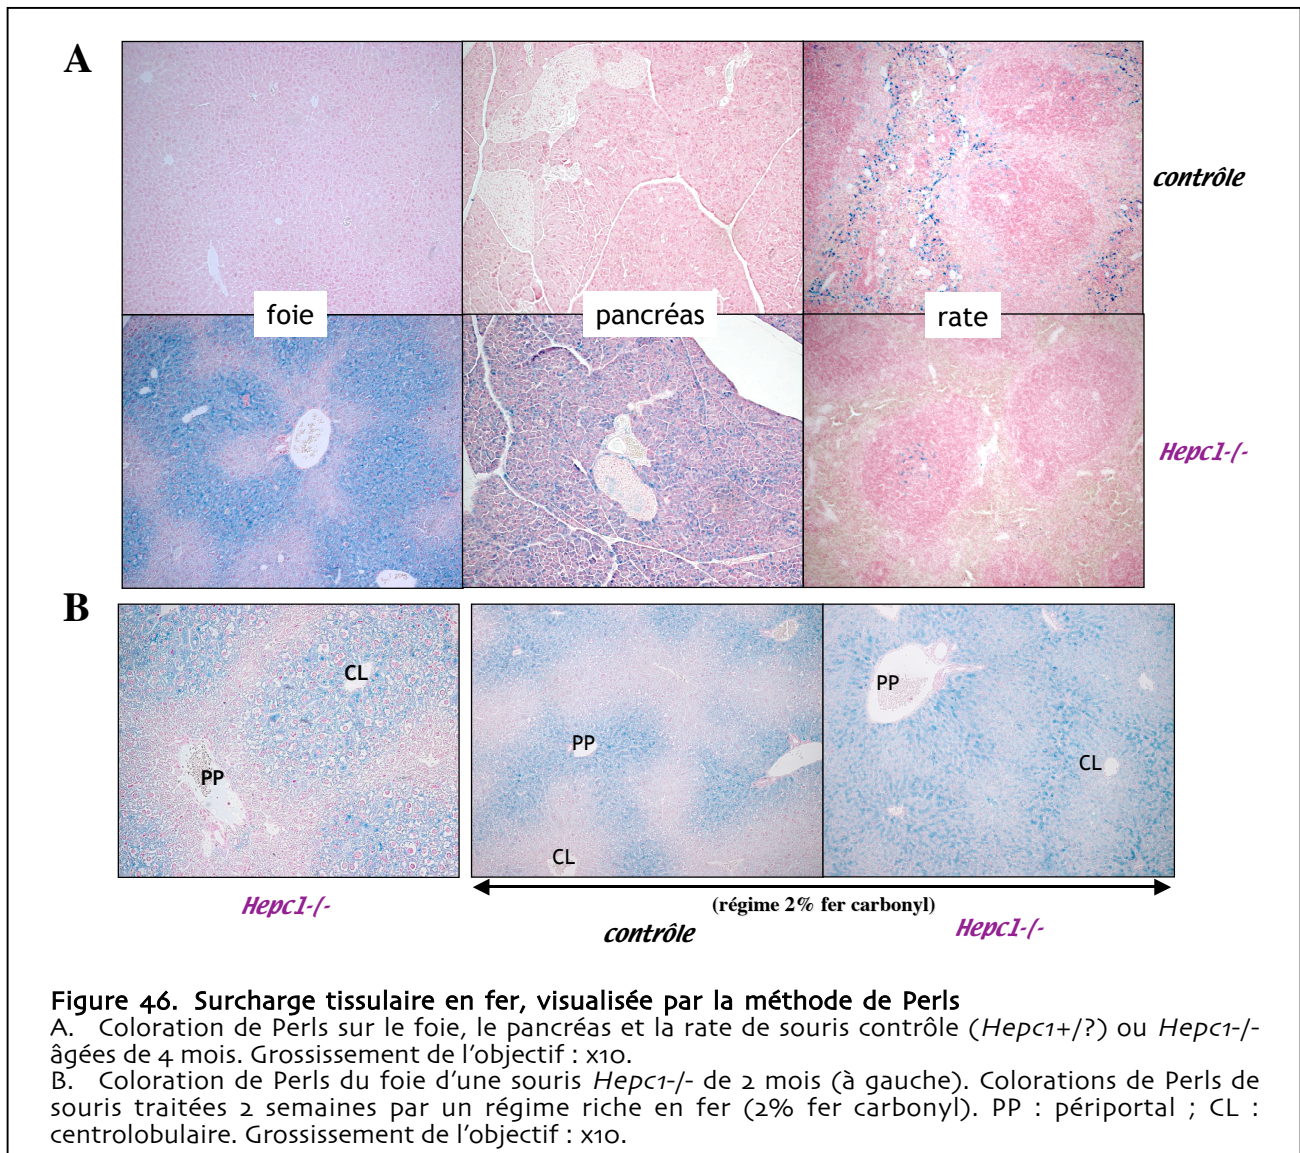 A
contrôle
foie
pancréas
rate
Hepc1-/-
B
CL
PP
PP
CL
PP
CL
Hepc1-/-
(régime 2% fer carbonyl)
contrôle
Hepc1-/-
Figure 46. Surcharge tissulaire en fer, visualisée par la méthode de Perls
A. Coloration de Perls sur le foie, le pancréas et la rate de souris contrôle (Hepc1+/?) ou Hepc1-/-
âgées de 4 mois. Grossissement de l'objectif : x10.
B. Coloration de Perls du foie d'une souris Hepc1-/- de 2 mois (à gauche). Colorations de Perls de
souris traitées 2 semaines par un régime riche en fer (2% fer carbonyl). PP : périportal ; CL :
centrolobulaire. Grossissement de l'objectif : x10.